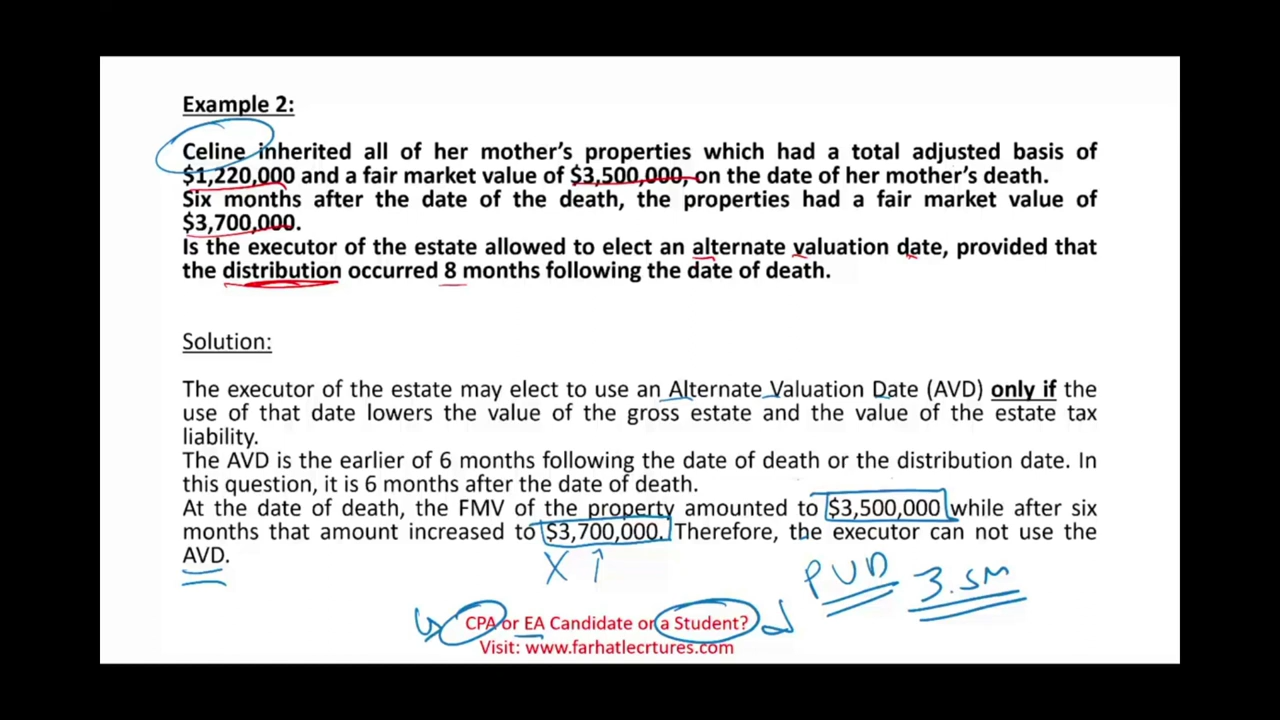 Example 2:
Celine inherited all of her mother's properties which had a total adjusted basis of
$1,220,000 and a fair market value of $3,500,000, on the date of her mother's death.
Six months after the date of the death, the properties had a fair market value of
$3,700,000.
Is the executor of the estate allowed to elect an alternate valuation date, provided that
the distribution occurred 8 months following the date of death.
Solution:
The executor of the estate may elect to use an Alternate Valuation Date (AVD) only if the
use of that date lowers the value of the gross estate and the value of the estate tax
liability.
The AVD is the earlier of 6 months following the date of death or the distribution date. In
this question, it is 6 months after the date of death.
At the date of death, the FMV of the property amounted to $3,500,000 while after six
months that amount increased to $3,700,000. Therefore, the executor can not use the
AVD.
X
PVD 3.5M
CPA or EA Candidate or a Student?
Visit: www.farhatlecrtures.com